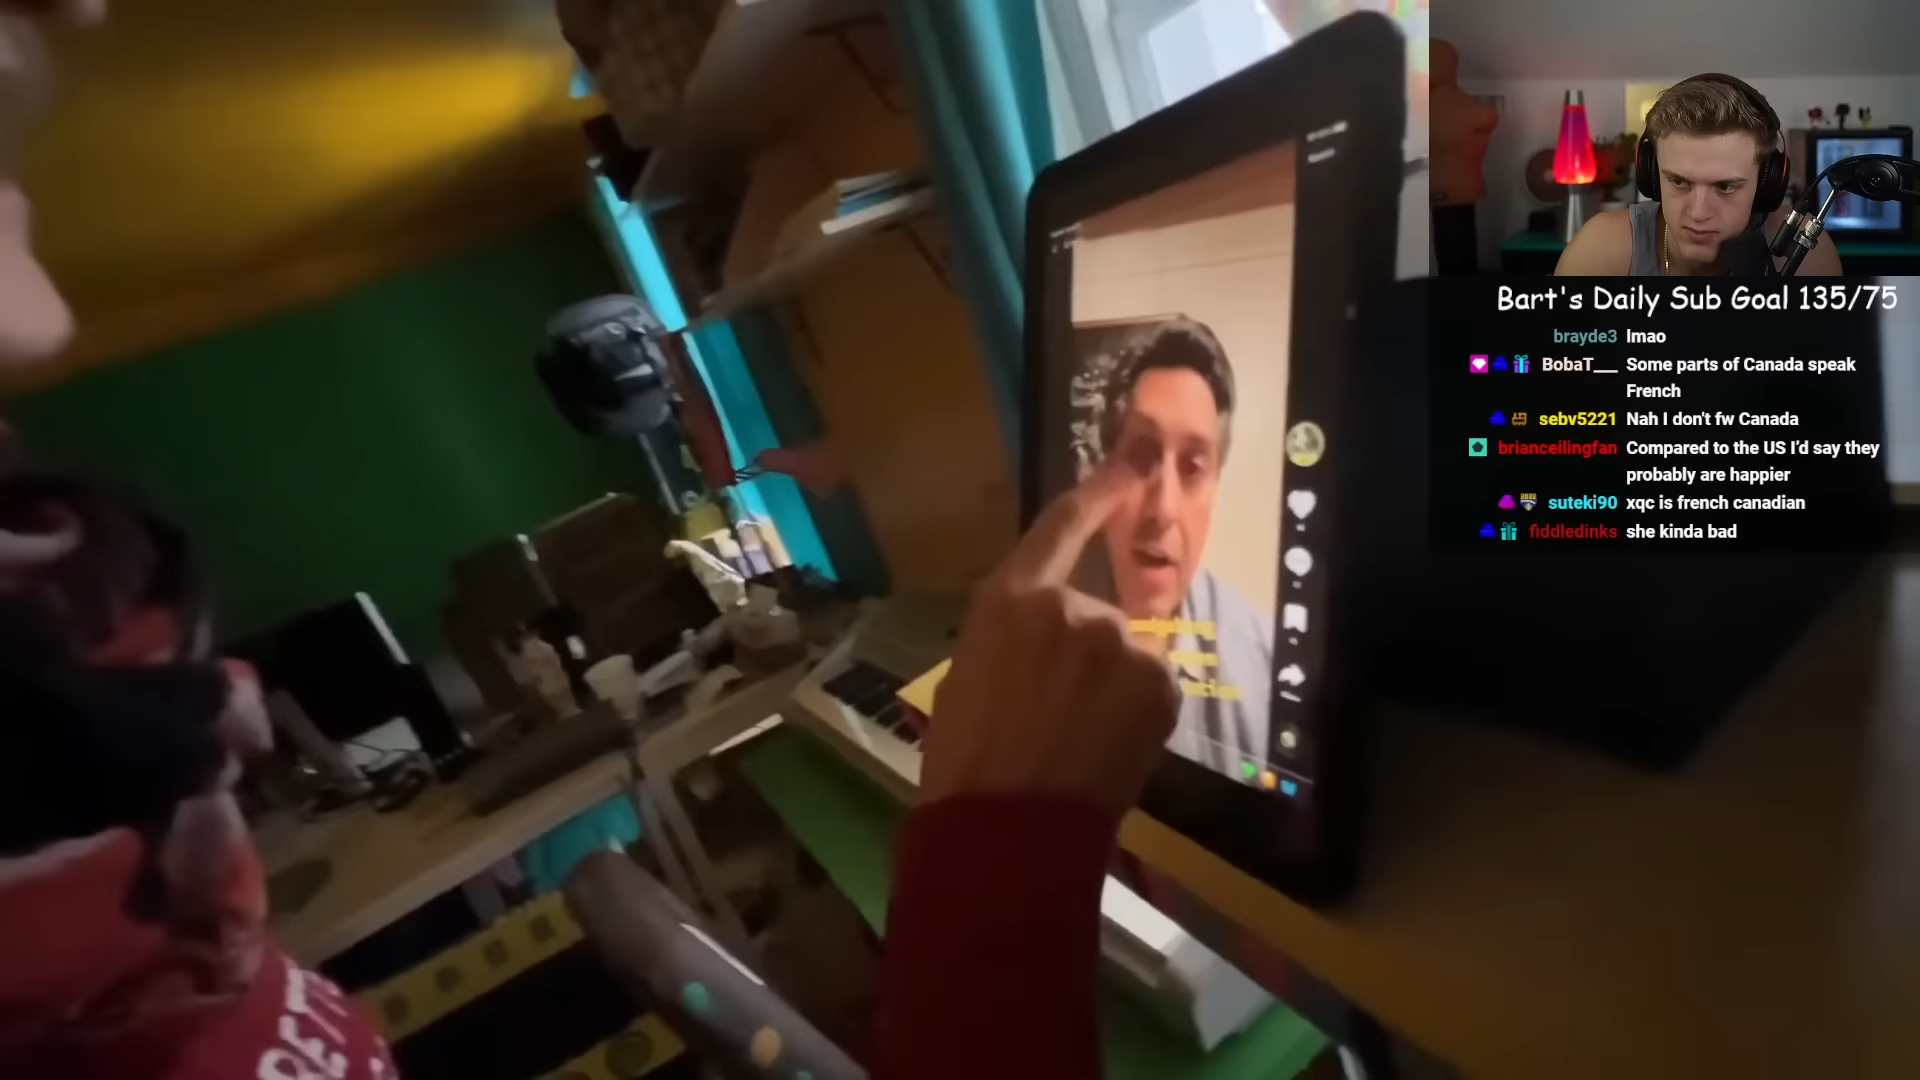 Bart's Daily Sub Goal 135/75
brayde3 lmao
BobaT___ Some parts of Canada speak
French
sebv5221 Nah I don't fw Canada
brianceilingfan Compared to the US I'd say they
probably are happier
suteki90 xqc is french canadian
fiddledinks she kinda bad